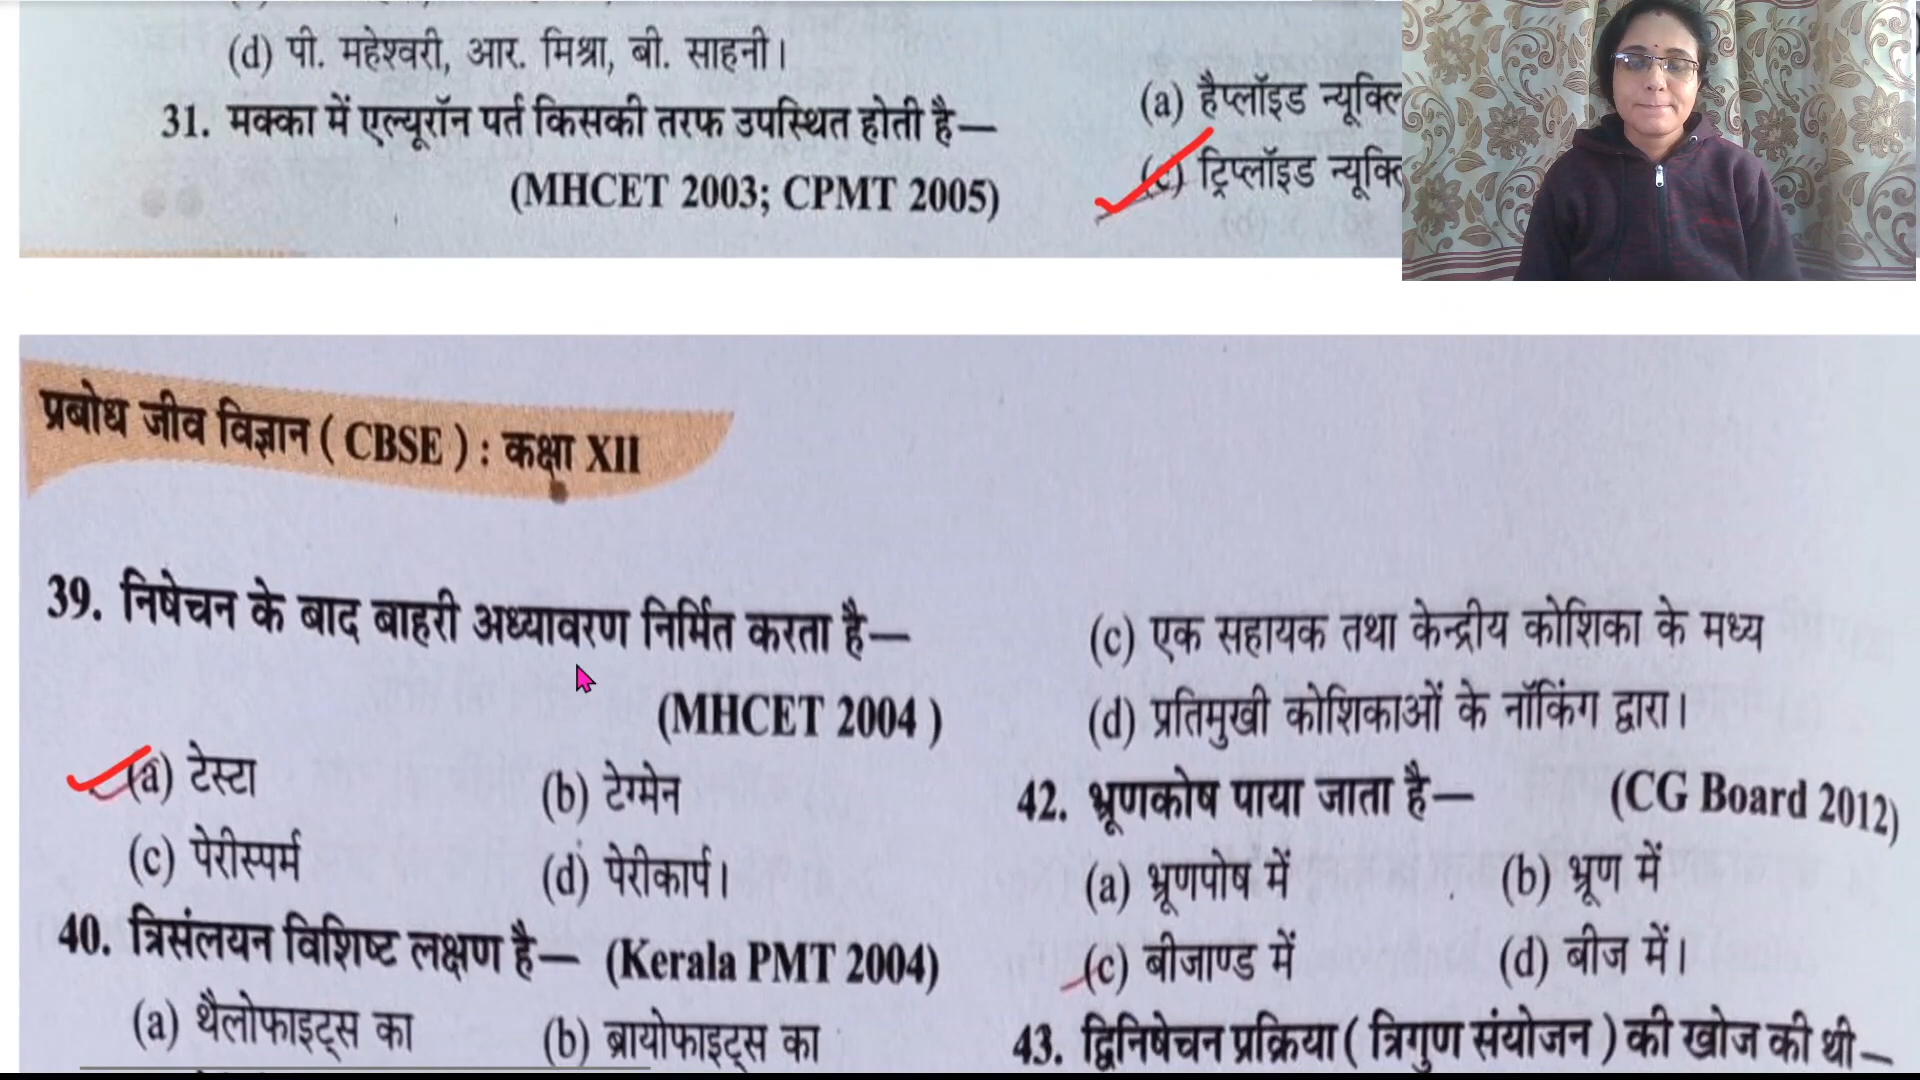 (d) पी. महेश्वरी, आर. मिश्रा, बी. साहनी।
31. मक्का में एल्यूरॉन पर्त किसकी तरफ उपस्थित होती है—
(MHCET 2003; CPMT 2005)
(a) हैप्लॉइड
(c) ट्रिप्लॉइड
प्रबोध जीव विज्ञान ( CBSE ) : कक्षा XII
39. निषेचन के बाद बाहरी अध्यावरण निर्मित करता है—
(MHCET 2004 )
(a) टेस्टा (b) टेग्मेन
(c) पेरीस्पर्म (d) पेरीकार्प।
40. त्रिसंलयन विशिष्ट लक्षण है— (Kerala PMT 2004)
(a) थैलोफाइट्स का (b) ब्रायोफाइट्स का
(c) एक सहायक तथा केन्द्रीय कोशिका के मध्य
(d) प्रतिमुखी कोशिकाओं के नॉकिंग द्वारा।
42. भ्रूणकोष पाया जाता है— (CG Board 2012)
(a) भ्रूणपोष में (b) भ्रूण में
(c) बीजाण्ड में (d) बीज में।
43. द्विनिषेचन प्रक्रिया ( त्रिगुण संयोजन ) की खोज की थी—